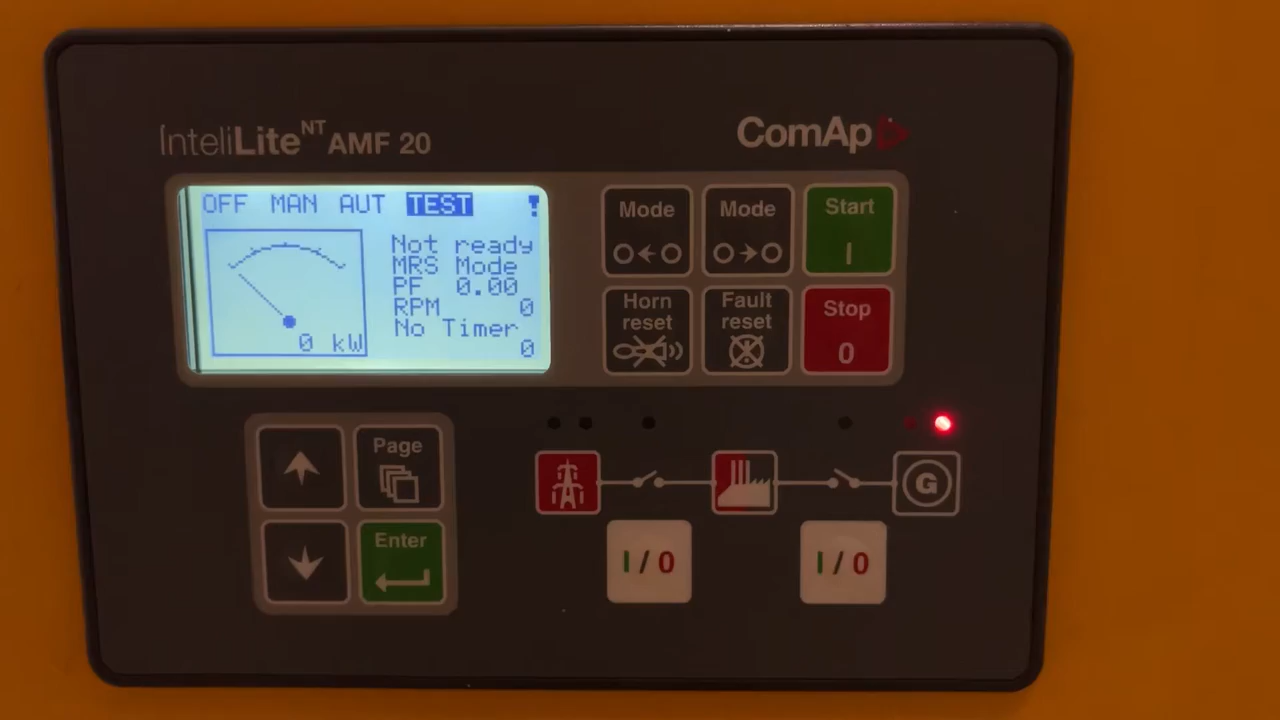 InteliLite NT AMF 20
ComAp
OFF MAN AUT TEST !
Not ready
MRS Mode
PF 0.00
RPM 0
No Timer
0
0 kW
Mode
Mode
Start
I
Horn
reset
Fault
reset
Stop
0
Page
Enter
G
I / 0
I / 0